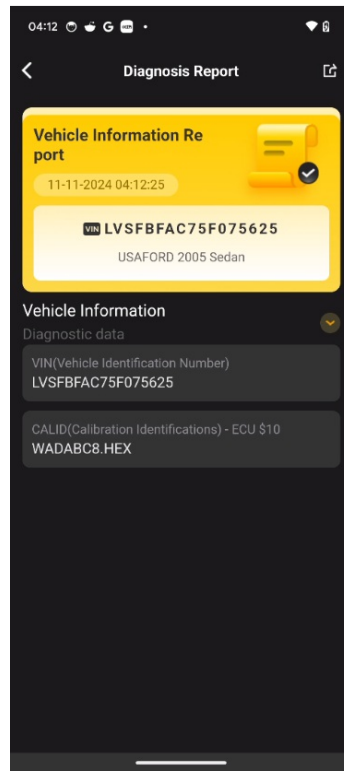 04:12 G
Diagnosis Report
Vehicle Information Re
port
11-11-2024 04:12:25
VIN LVSFBFAC75F075625
USAFORD 2005 Sedan
Vehicle Information
Diagnostic data
VIN(Vehicle Identification Number)
LVSFBFAC75F075625
CALID(Calibration Identifications) - ECU $10
WADABC8.HEX